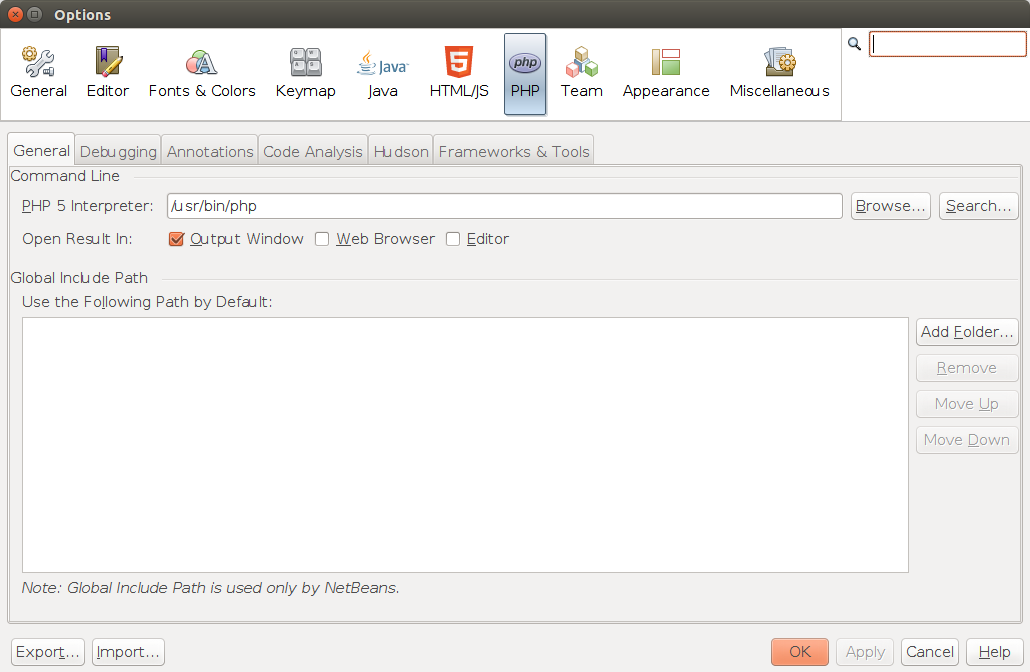 Options
General Editor Fonts & Colors Keymap Java HTML/JS PHP Team Appearance Miscellaneous
General Debugging Annotations Code Analysis Hudson Frameworks & Tools
Command Line
PHP 5 Interpreter: /usr/bin/php Browse... Search...
Open Result In: Output Window Web Browser Editor
Global Include Path
Use the Following Path by Default:
Add Folder...
Remove
Move Up
Move Down
Note: Global Include Path is used only by NetBeans.
Export... Import... OK Apply Cancel Help